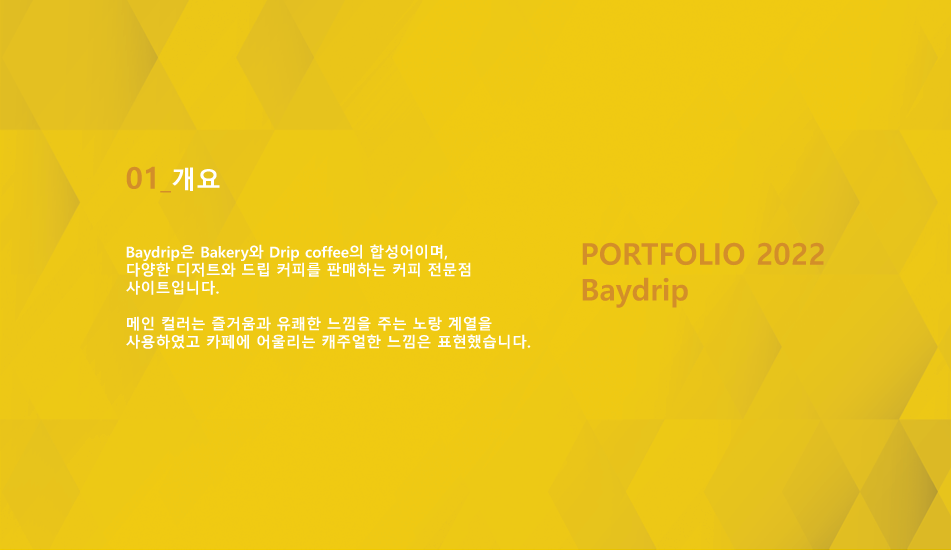 01_개요
Baydrip은 Bakery와 Drip coffee의 합성어이며,
다양한 디저트와 드립 커피를 판매하는 커피 전문점
사이트입니다.
메인 컬러는 즐거움과 유쾌한 느낌을 주는 노랑 계열을
사용하였고 카페에 어울리는 캐주얼한 느낌은 표현했습니다.
PORTFOLIO 2022
Baydrip